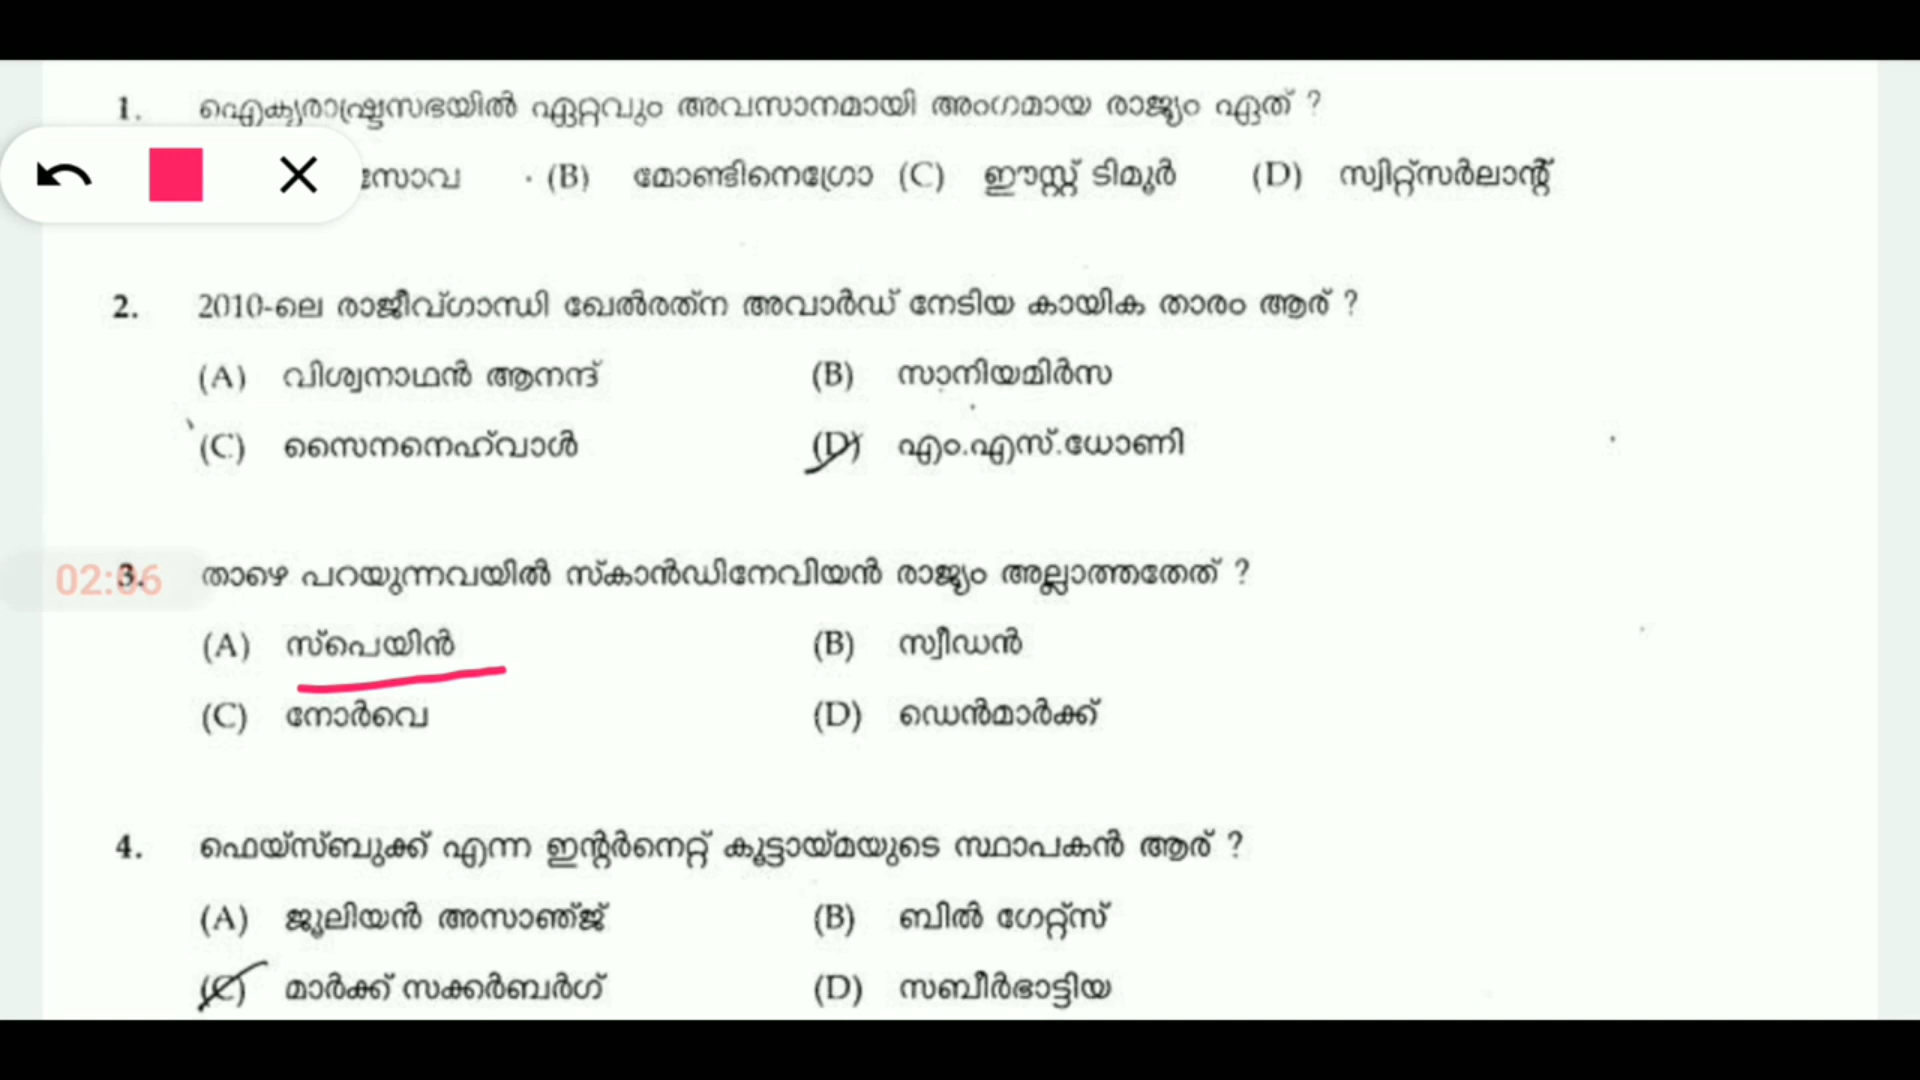 1. ഐക്യരാഷ്ട്രസഭയിൽ ഏറ്റവും അവസാനമായി അംഗമായ രാജ്യം ഏത് ?
(B) മോണ്ടിനെഗ്രോ (C) ഈസ്റ്റ് ടിമൂർ (D) സ്വിറ്റ്സർലാന്റ്
2. 2010-ലെ രാജീവ്ഗാന്ധി ഖേൽരത്ന അവാർഡ് നേടിയ കായിക താരം ആര് ?
(A) വിശ്വനാഥൻ ആനന്ദ് (B) സാനിയമിർസ
(C) സൈനനെഹ്‌വാൾ (D) എം.എസ്.ധോണി
3. താഴെ പറയുന്നവയിൽ സ്കാൻഡിനേവിയൻ രാജ്യം അല്ലാത്തതേത് ?
(A) സ്പെയിൻ (B) സ്വീഡൻ
(C) നോർവെ (D) ഡെൻമാർക്ക്
4. ഫെയ്സ്ബുക്ക് എന്ന ഇന്റർനെറ്റ് കൂട്ടായ്മയുടെ സ്ഥാപകൻ ആര് ?
(A) ജൂലിയൻ അസാഞ്ജ് (B) ബിൽ ഗേറ്റ്സ്
(C) മാർക്ക് സക്കർബർഗ് (D) സബീർഭാട്ടിയ